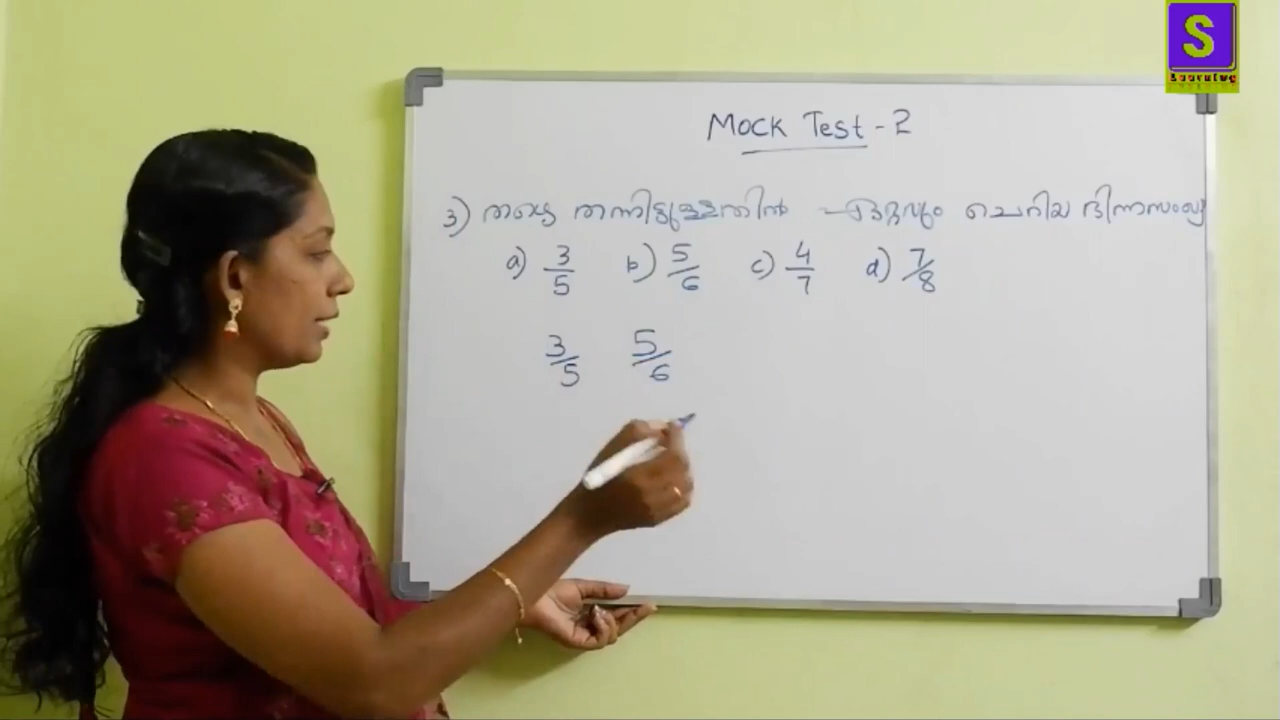 S
Learning
Mock Test - 2
3) താഴെ തന്നിട്ടുള്ളതിൽ ഏറ്റവും ചെറിയ ഭിന്നസംഖ്യ
a) 3/5 b) 5/6 c) 4/7 d) 7/8
3/5 5/6